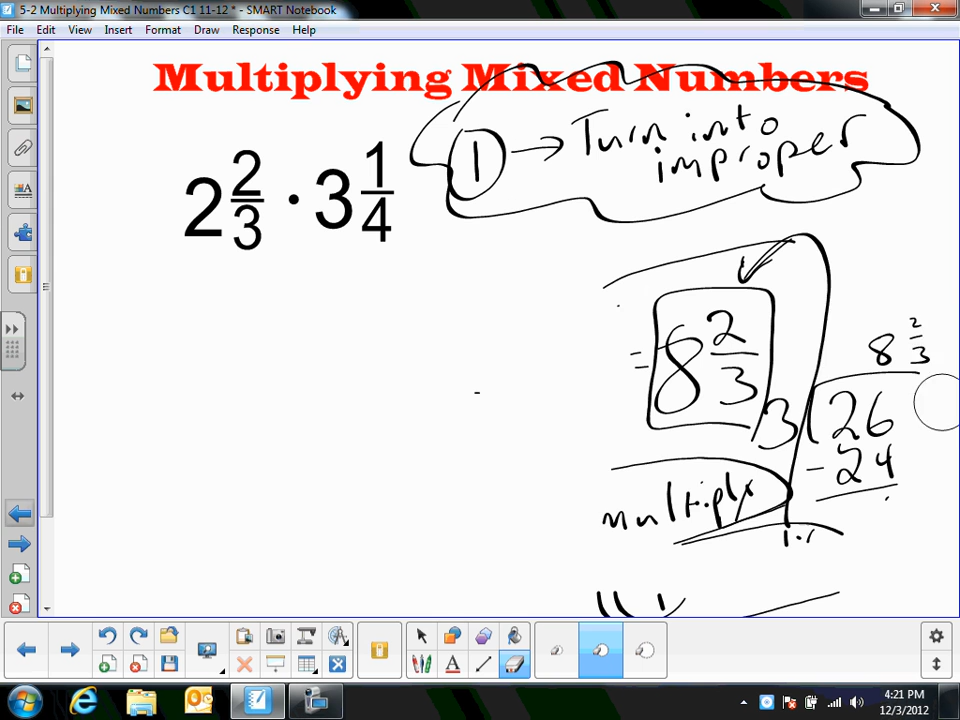 5-2 Multiplying Mixed Numbers C1 11-12 * - SMART Notebook
File Edit View Insert Format Draw Response Help
Multiplying Mixed Numbers
1 → Turn into
improper
2 2/3 · 3 1/4
= 8 2/3
8 2/3
3 26
- 24
multiply
4:21 PM
12/3/2012